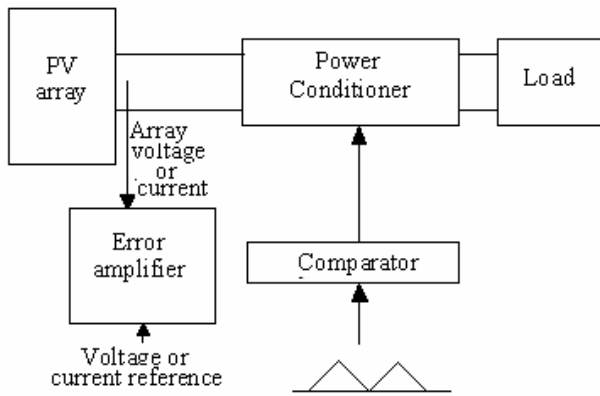 PV
array
Power
Conditioner
Load
Array
voltage
or
current
Error
amplifier
Comparator
Voltage or
current reference